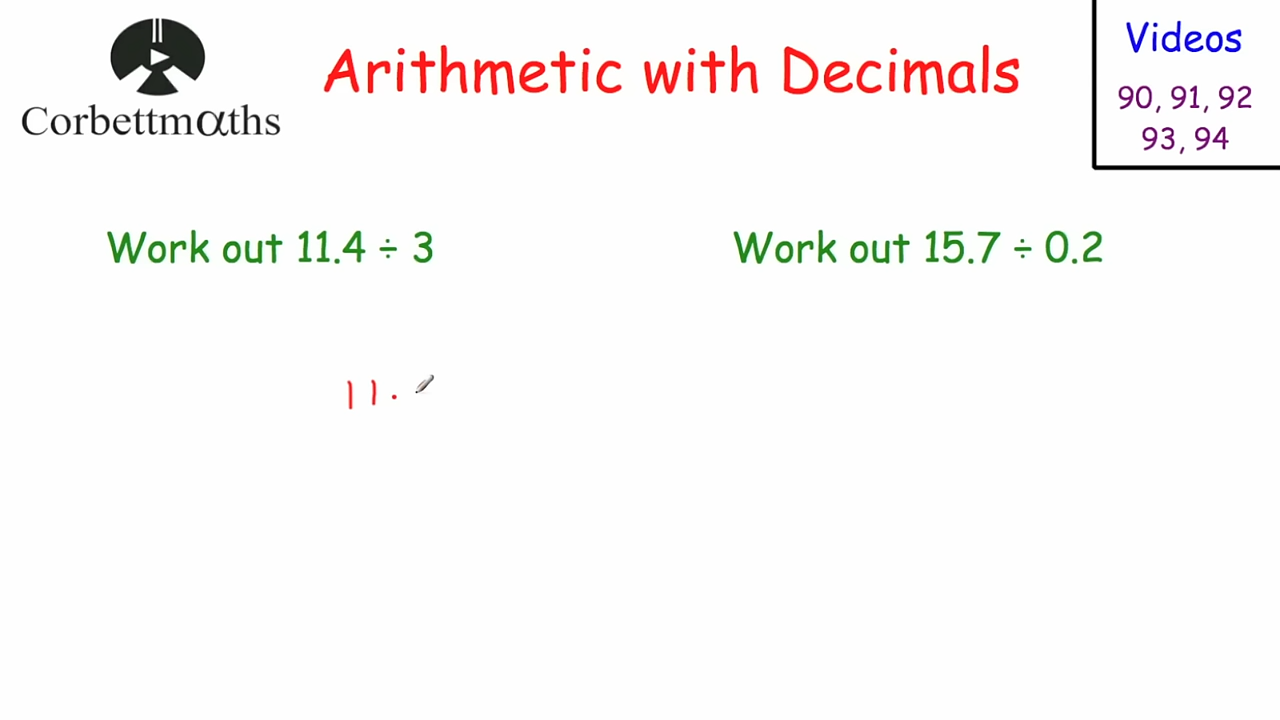 Corbettmαths
Arithmetic with Decimals
Videos
90, 91, 92
93, 94
Work out 11.4 ÷ 3
Work out 15.7 ÷ 0.2
11.